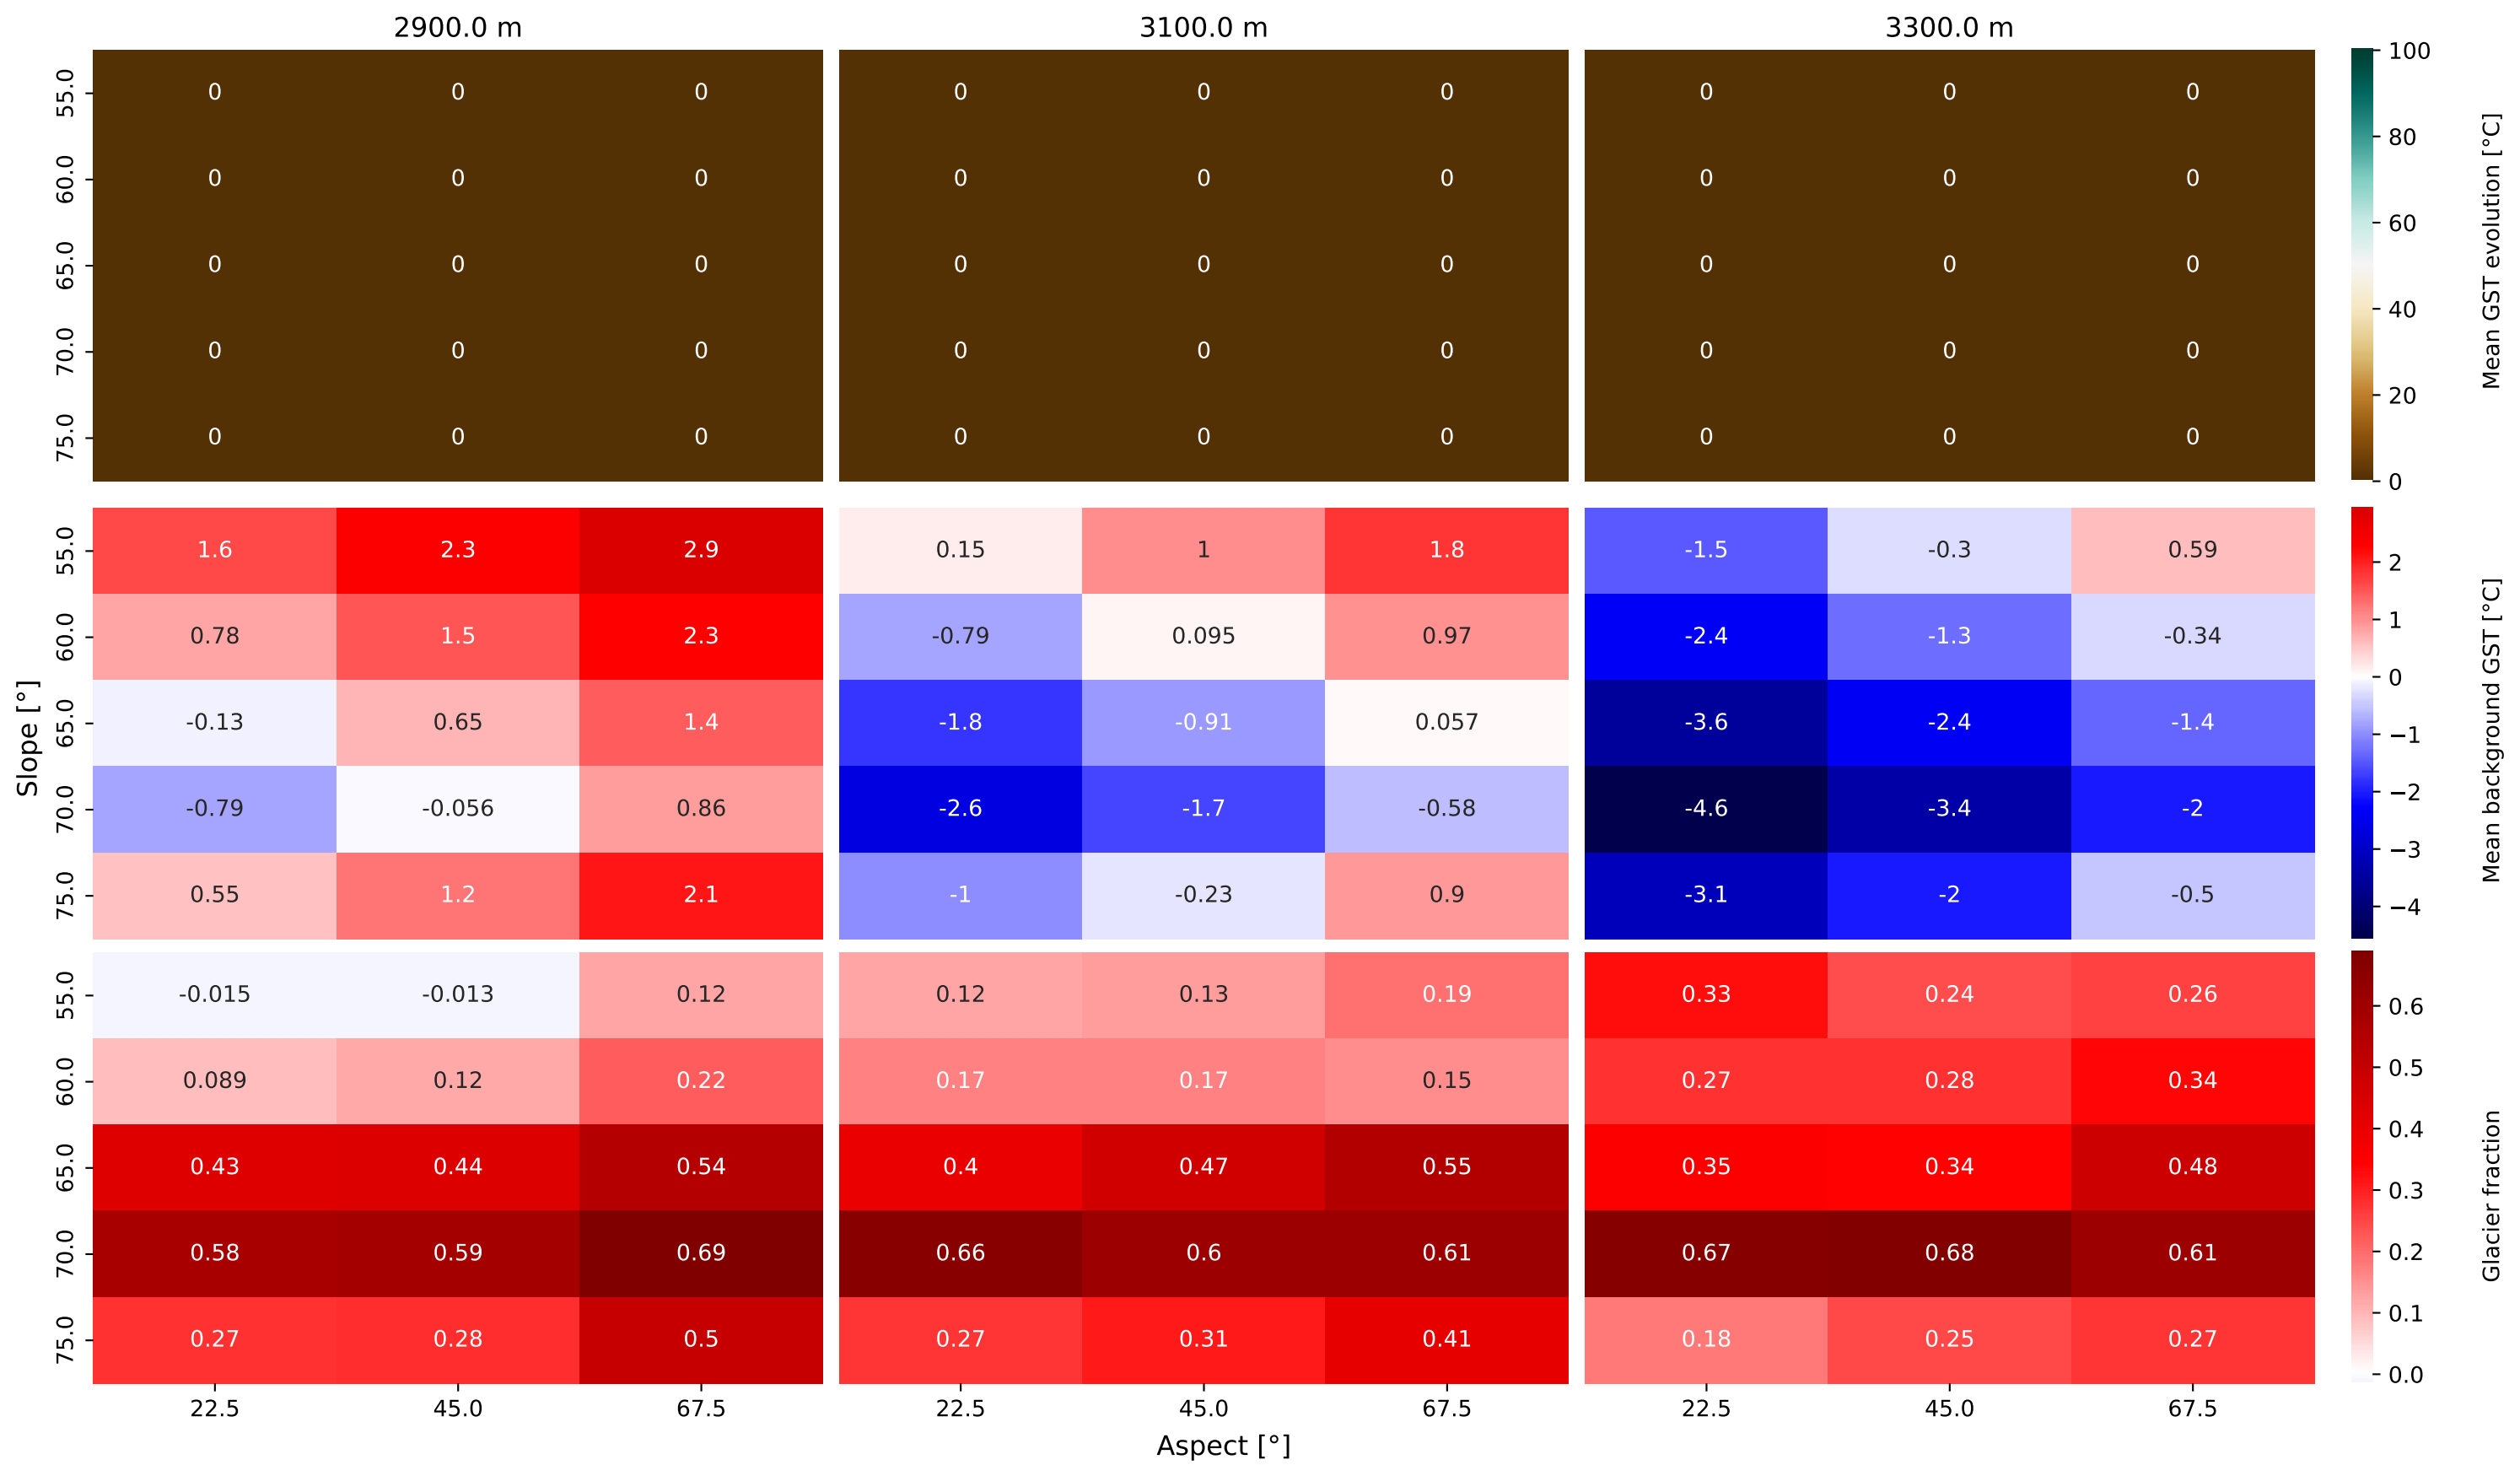 2900.0 m 3100.0 m 3300.0 m
55.0 0 0 0 0 0 0 0 0 0
60.0 0 0 0 0 0 0 0 0 0
65.0 0 0 0 0 0 0 0 0 0
70.0 0 0 0 0 0 0 0 0 0
75.0 0 0 0 0 0 0 0 0 0
100
80
60
40
20
0
Mean GST evolution [°C]
Slope [°]
55.0 1.6 2.3 2.9 0.15 1 1.8 -1.5 -0.3 0.59
60.0 0.78 1.5 2.3 -0.79 0.095 0.97 -2.4 -1.3 -0.34
65.0 -0.13 0.65 1.4 -1.8 -0.91 0.057 -3.6 -2.4 -1.4
70.0 -0.79 -0.056 0.86 -2.6 -1.7 -0.58 -4.6 -3.4 -2
75.0 0.55 1.2 2.1 -1 -0.23 0.9 -3.1 -2 -0.5
2
1
0
−1
−2
−3
−4
Mean background GST [°C]
55.0 -0.015 -0.013 0.12 0.12 0.13 0.19 0.33 0.24 0.26
60.0 0.089 0.12 0.22 0.17 0.17 0.15 0.27 0.28 0.34
65.0 0.43 0.44 0.54 0.4 0.47 0.55 0.35 0.34 0.48
70.0 0.58 0.59 0.69 0.66 0.6 0.61 0.67 0.68 0.61
75.0 0.27 0.28 0.5 0.27 0.31 0.41 0.18 0.25 0.27
0.6
0.5
0.4
0.3
0.2
0.1
0.0
Glacier fraction
22.5 45.0 67.5 22.5 45.0 67.5 22.5 45.0 67.5
Aspect [°]